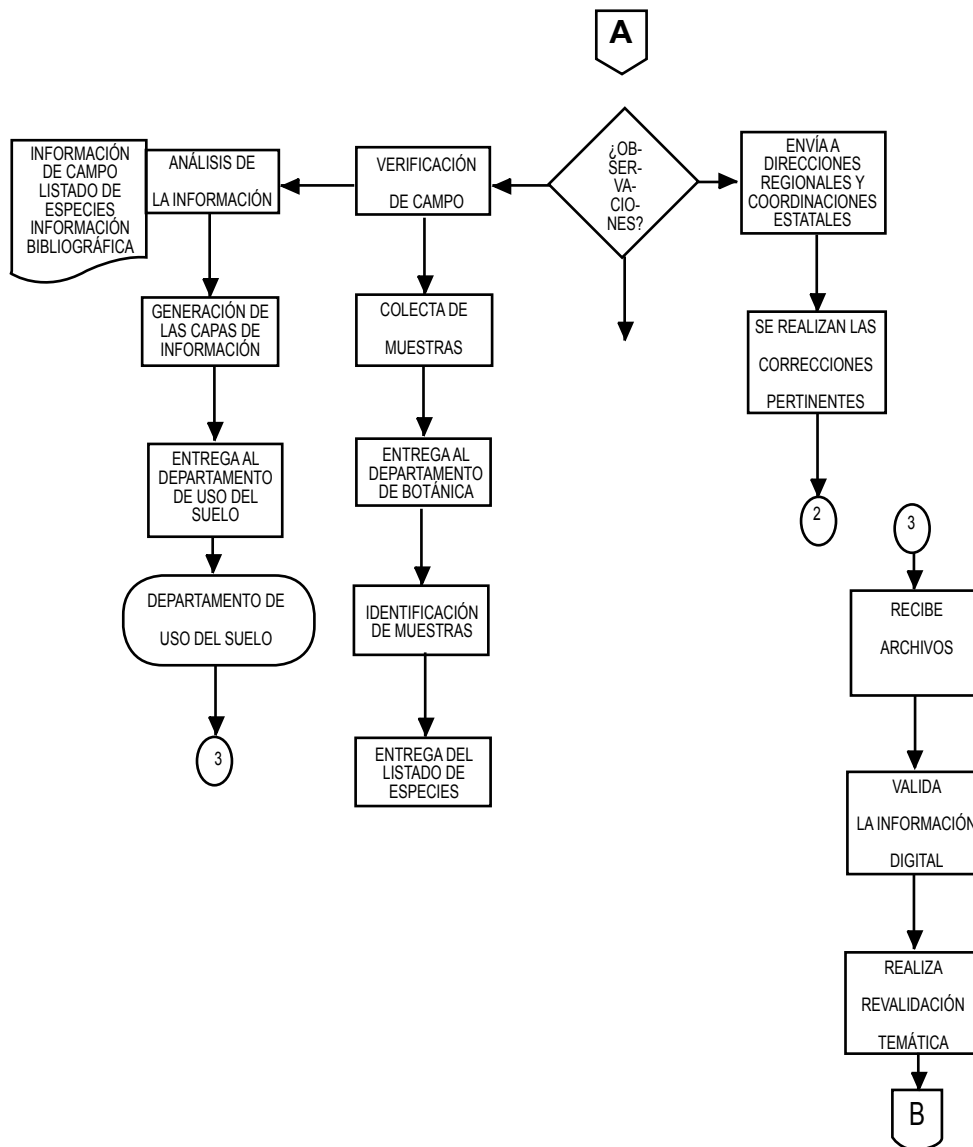 A
¿OB-
SER-
VA-
CIO-
NES?
INFORMACIÓN
DE CAMPO
LISTADO DE
ESPECIES
INFORMACIÓN
BIBLIOGRÁFICA
ANÁLISIS DE
LA INFORMACIÓN
VERIFICACIÓN
DE CAMPO
ENVÍA A
DIRECCIONES
REGIONALES Y
COORDINACIONES
ESTATALES
GENERACIÓN DE
LAS CAPAS DE
INFORMACIÓN
COLECTA DE
MUESTRAS
SE REALIZAN LAS
CORRECCIONES
PERTINENTES
ENTREGA AL
DEPARTAMENTO
DE USO DEL
SUELO
ENTREGA AL
DEPARTAMENTO
DE BOTÁNICA
2
3
DEPARTAMENTO DE
USO DEL SUELO
IDENTIFICACIÓN
DE MUESTRAS
RECIBE
ARCHIVOS
3
ENTREGA DEL
LISTADO DE
ESPECIES
VALIDA
LA INFORMACIÓN
DIGITAL
REALIZA
REVALIDACIÓN
TEMÁTICA
B